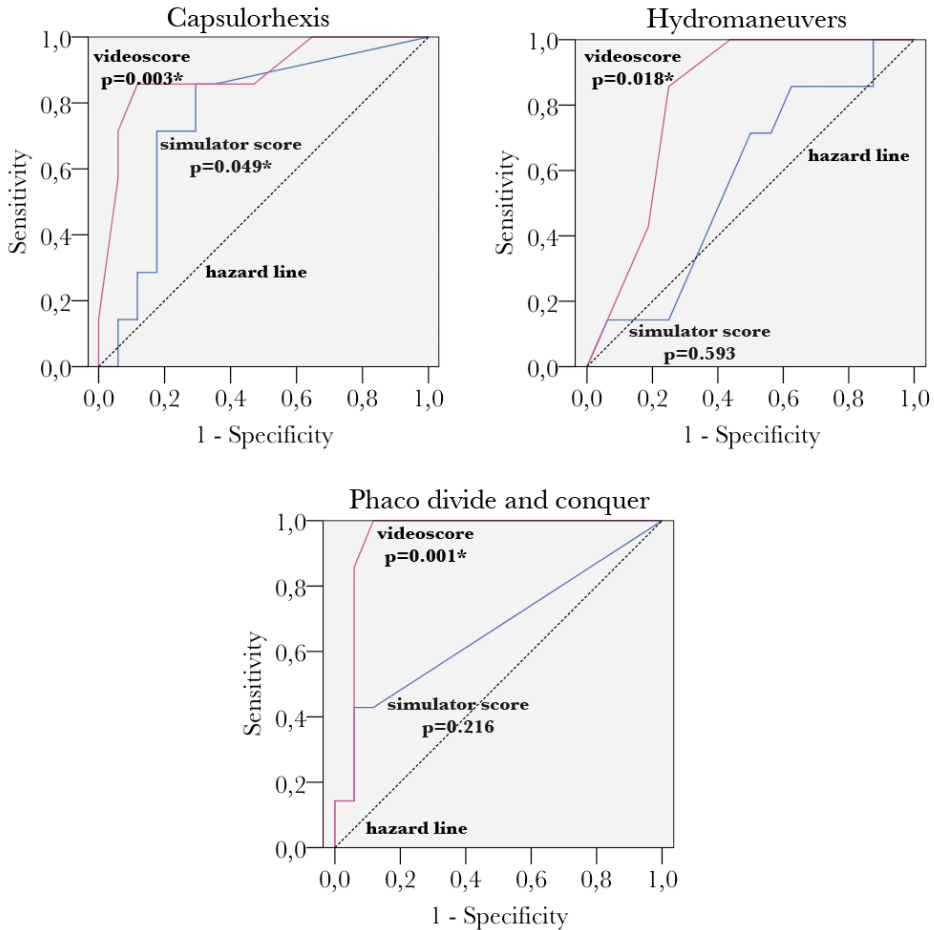 Capsulorhexis
1,0
0,8
0,6
0,4
0,2
0,0
Sensitivity
videoscore
p=0.003*
simulator score
p=0.049*
hazard line
0,0 0,2 0,4 0,6 0,8 1,0
1 - Specificity
Hydromaneuvers
1,0
0,8
0,6
0,4
0,2
0,0
Sensitivity
videoscore
p=0.018*
hazard line
simulator score
p=0.593
0,0 0,2 0,4 0,6 0,8 1,0
1 - Specificity
Phaco divide and conquer
1,0
0,8
0,6
0,4
0,2
0,0
Sensitivity
videoscore
p=0.001*
simulator score
p=0.216
hazard line
0,0 0,2 0,4 0,6 0,8 1,0
1 - Specificity